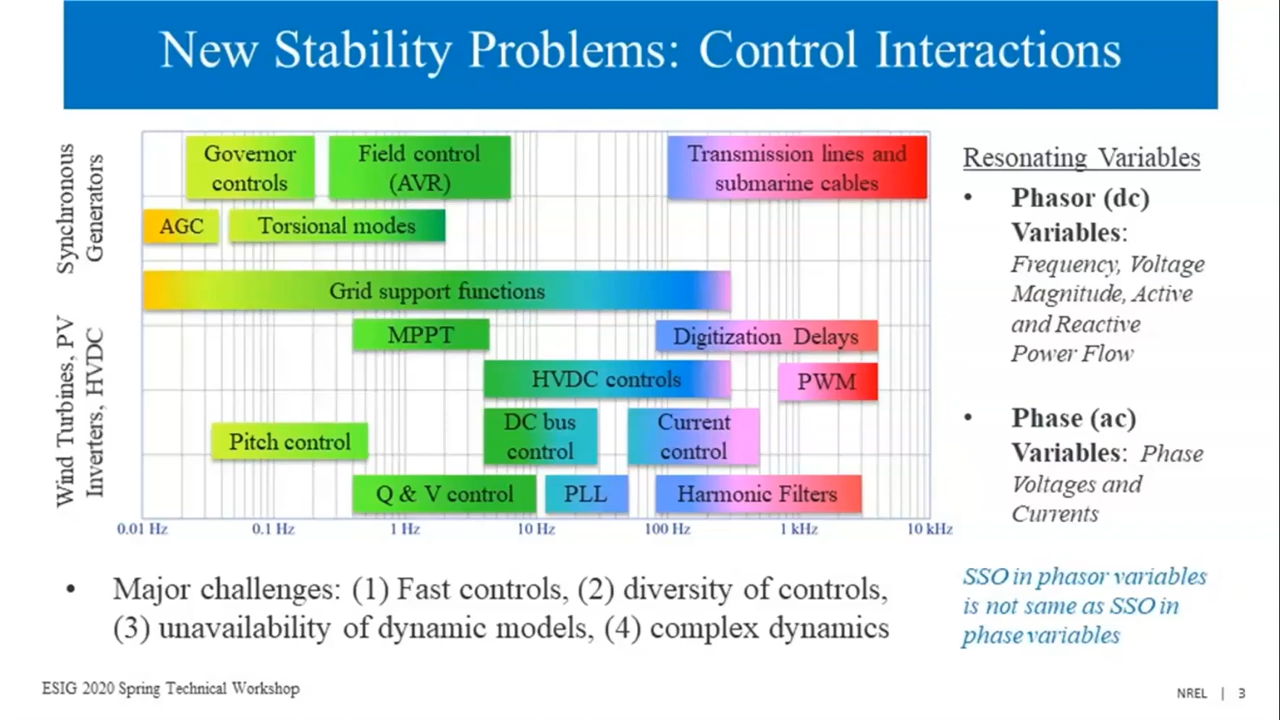 New Stability Problems: Control Interactions
Synchronous
Generators
Governor
controls
Field control
(AVR)
Transmission lines and
submarine cables
AGC
Torsional modes
Grid support functions
Wind Turbines, PV
Inverters, HVDC
MPPT
Digitization Delays
HVDC controls
PWM
Pitch control
DC bus
control
Current
control
Q & V control
PLL
Harmonic Filters
0.01 Hz
0.1 Hz
1 Hz
10 Hz
100 Hz
1 kHz
10 kHz
Resonating Variables
• Phasor (dc)
Variables:
Frequency, Voltage
Magnitude, Active
and Reactive
Power Flow
• Phase (ac)
Variables: Phase
Voltages and
Currents
SSO in phasor variables
is not same as SSO in
phase variables
• Major challenges: (1) Fast controls, (2) diversity of controls,
(3) unavailability of dynamic models, (4) complex dynamics
ESIG 2020 Spring Technical Workshop
NREL | 3